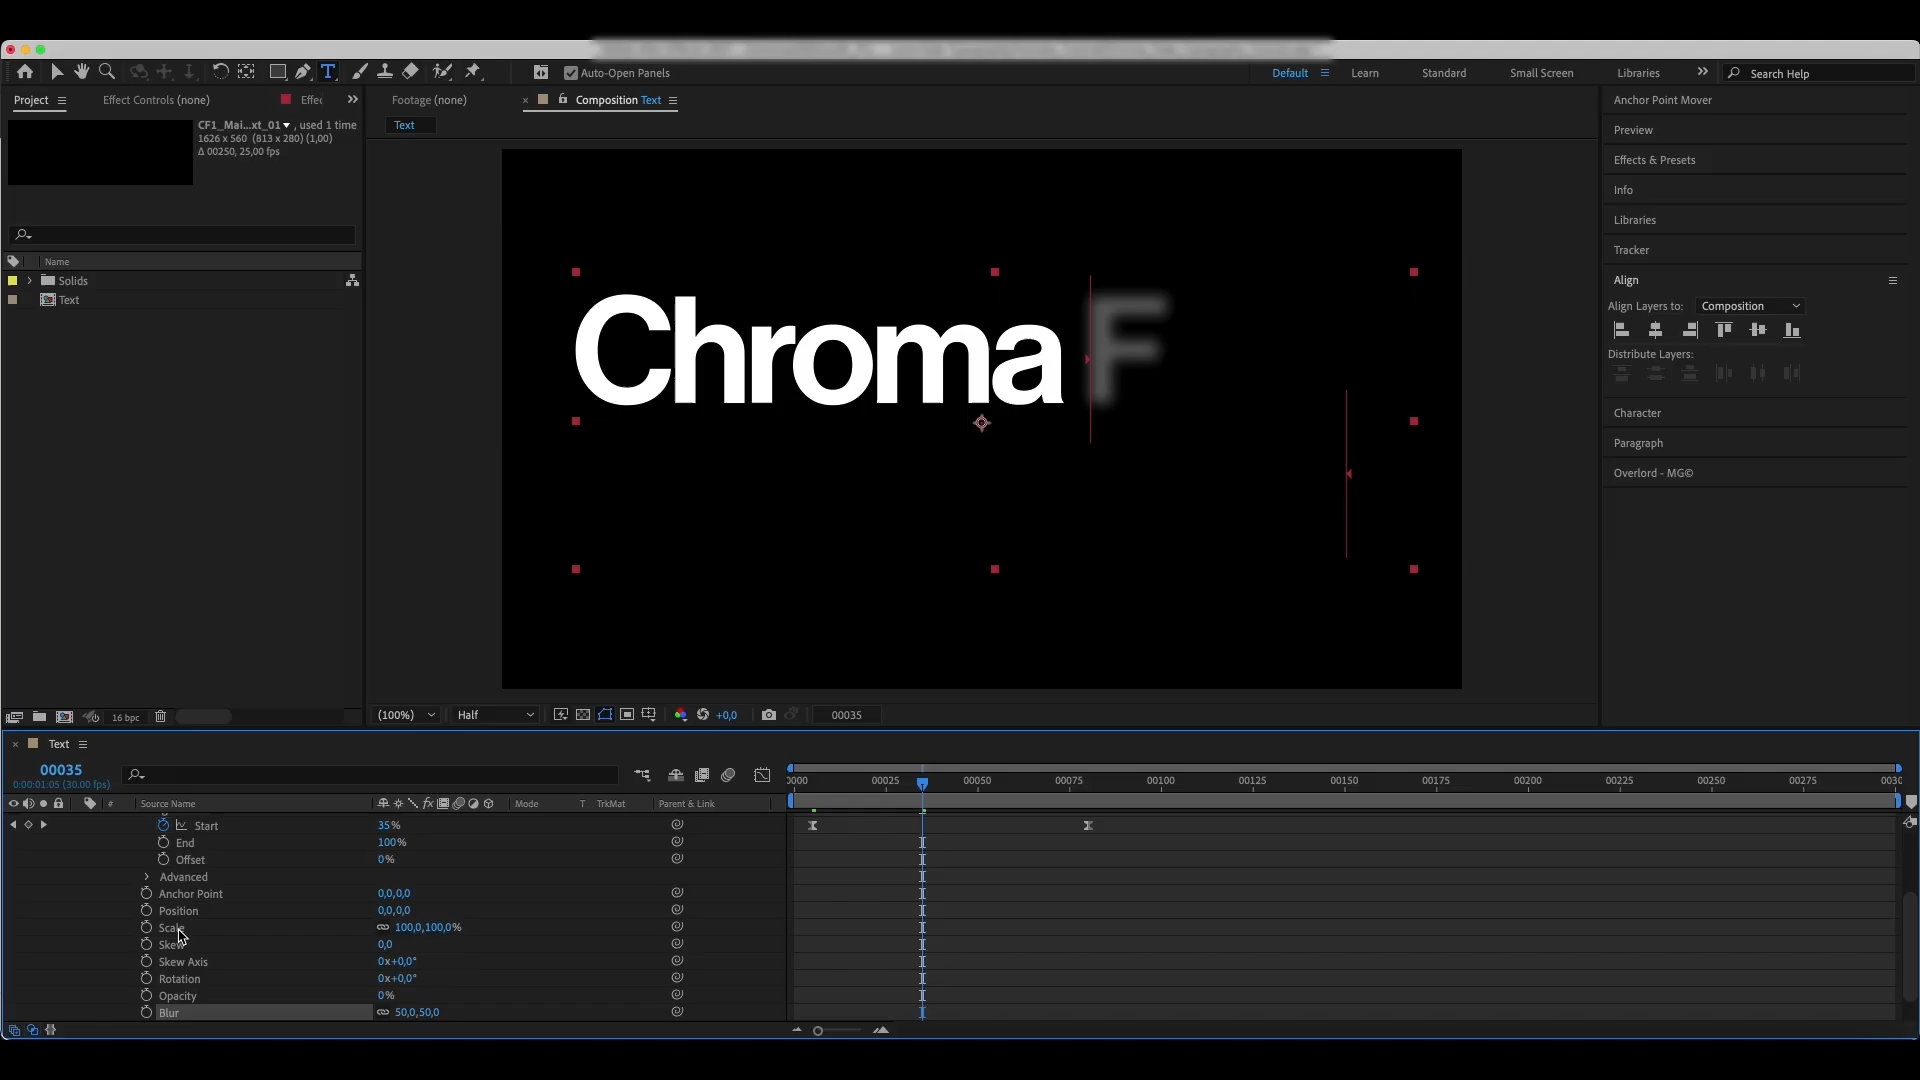 Auto-Open Panels
Default
Learn
Standard
Small Screen
Libraries
Search Help
Project
Effect Controls (none)
Effec
Footage (none)
Composition Text
Text
CF1_Mai...xt_01 , used 1 time
1626 x 560 (813 x 280) (1,00)
Δ 00250, 25,00 fps
Name
Solids
Text
Chroma F
Anchor Point Mover
Preview
Effects & Presets
Info
Libraries
Tracker
Align
Align Layers to: Composition
Distribute Layers:
Character
Paragraph
Overlord - MG©
16 bpc
(100%)
Half
+0,0
00035
Text
00035
0:00:01:05 (30.00 fps)
0000 00025 00050 00075 00100 00125 00150 00175 00200 00225 00250 00275 0030
# Source Name Mode T TrkMat Parent & Link
Start 35%
End 100%
Offset 0%
Advanced
Anchor Point 0,0,0,0
Position 0,0,0,0
Scale 100,0,100,0%
Skew 0,0
Skew Axis 0x+0,0°
Rotation 0x+0,0°
Opacity 0%
Blur 50,0,50,0